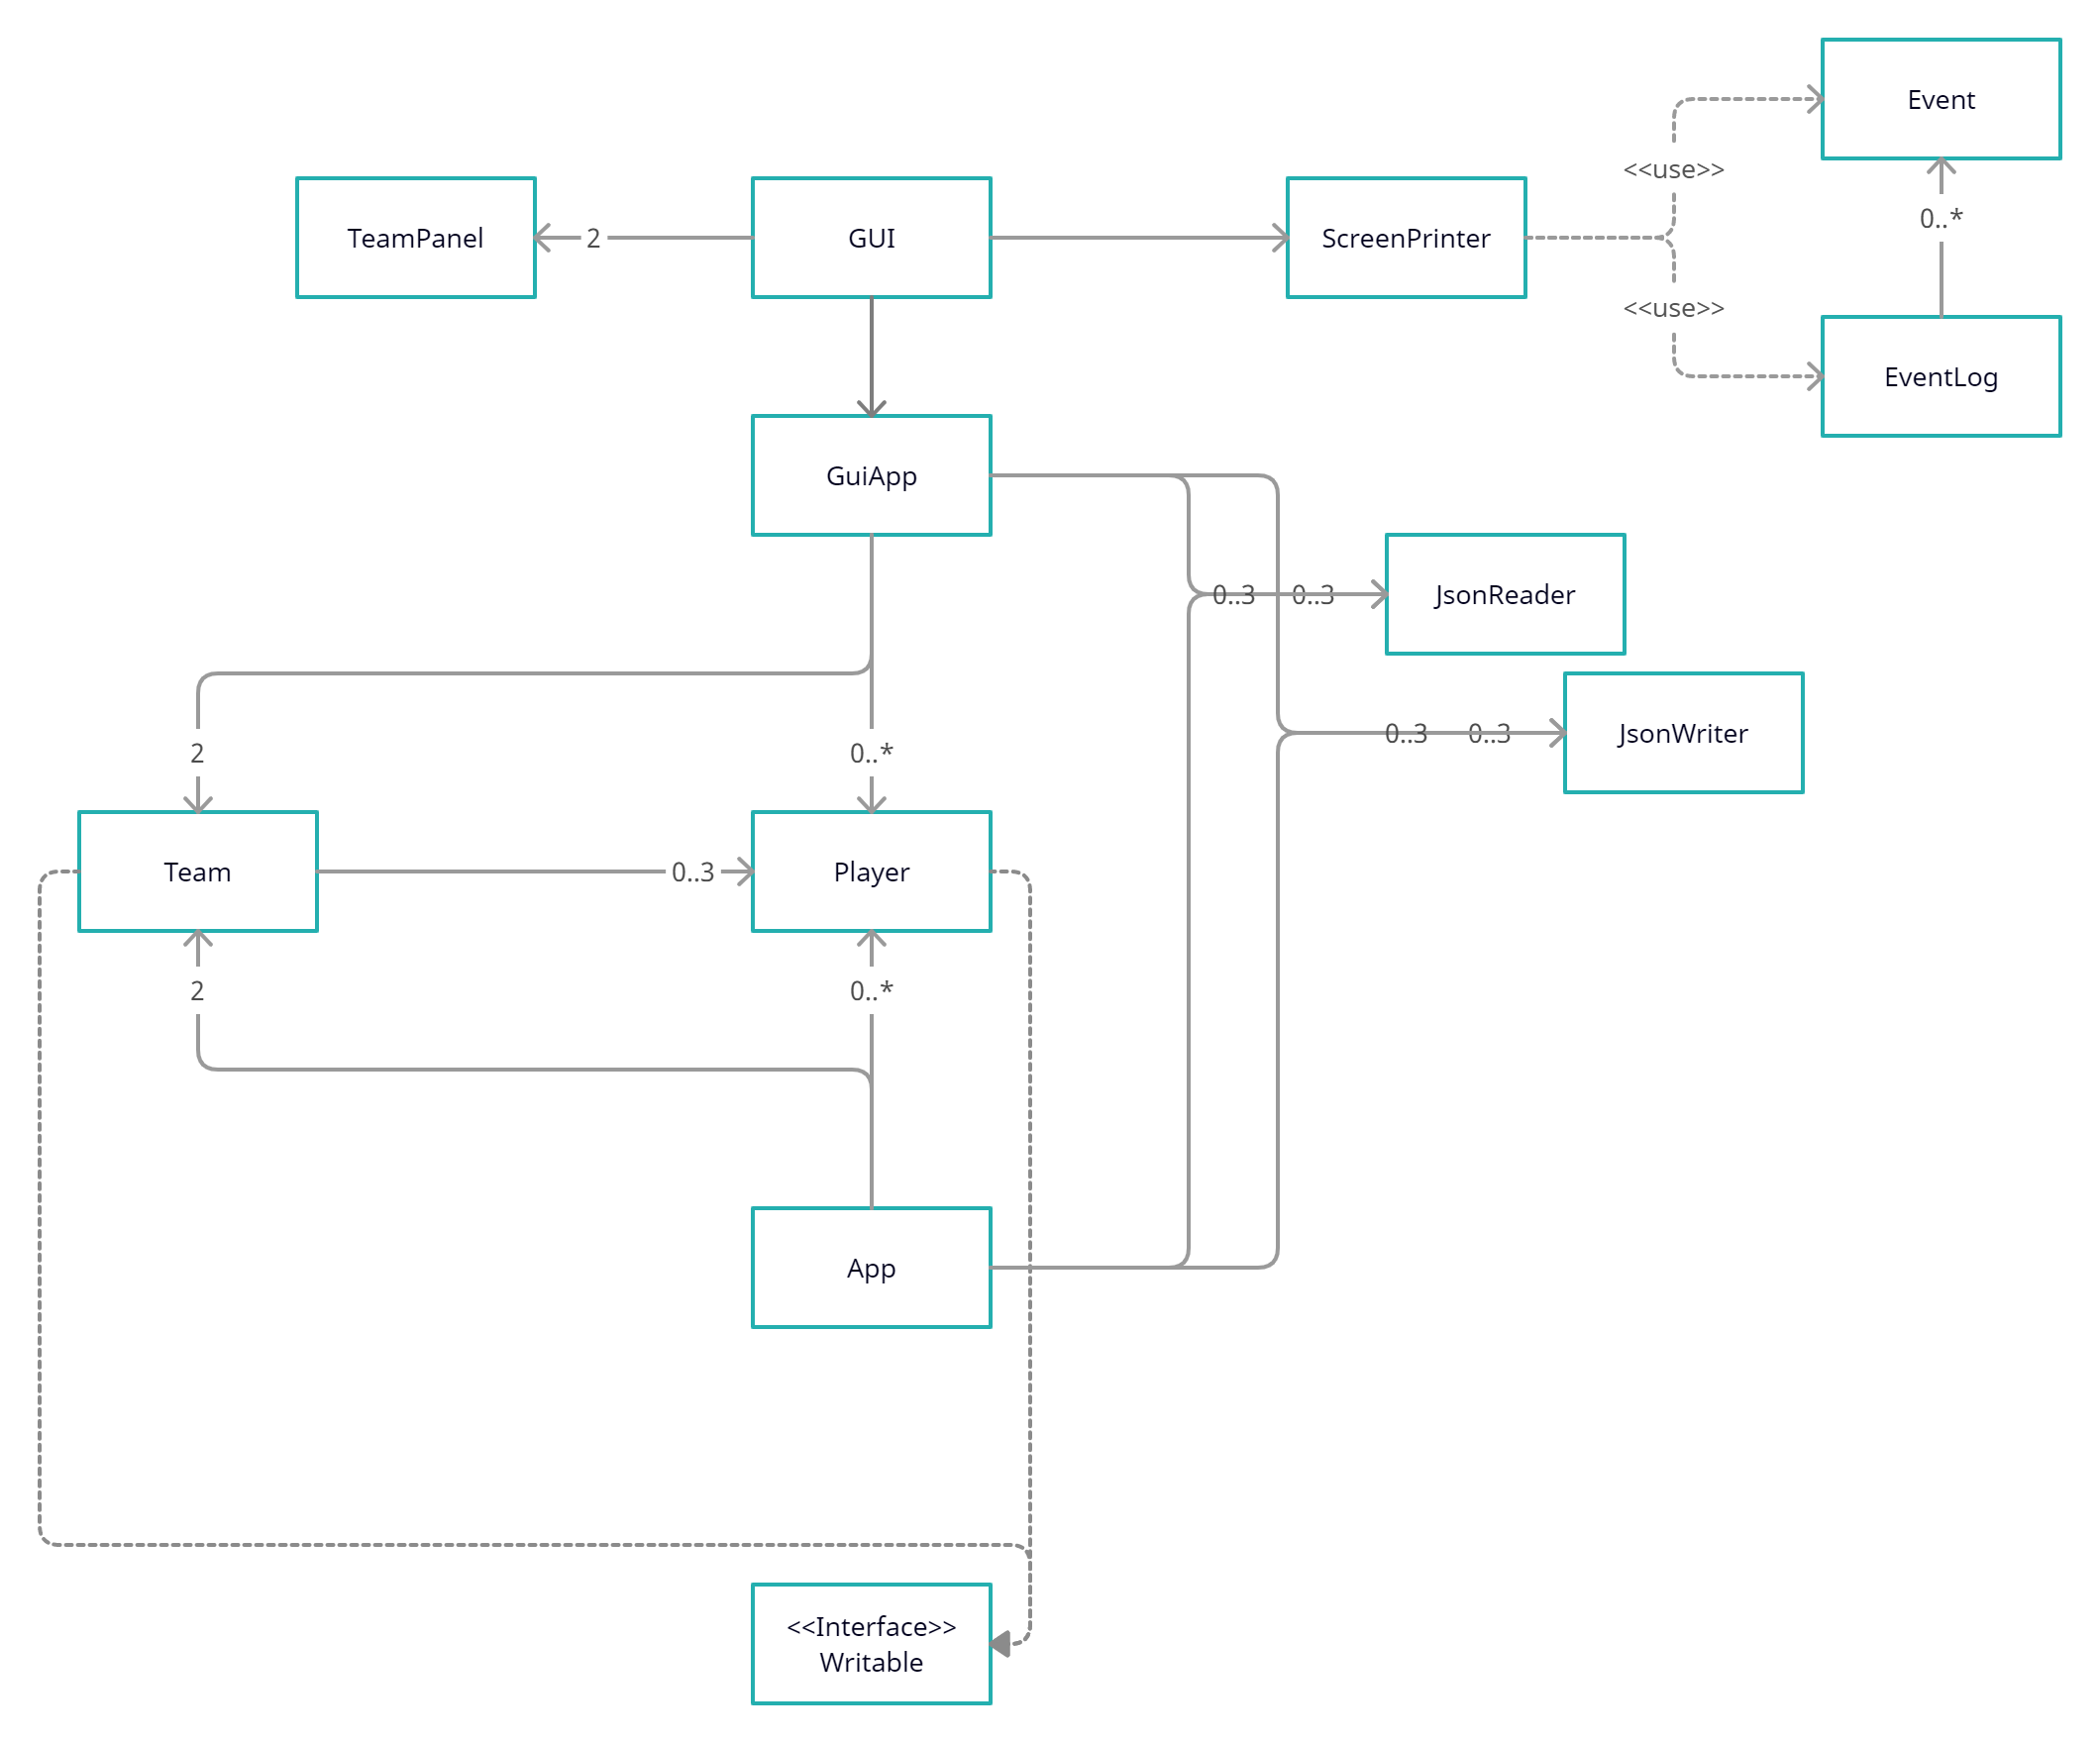 Event
<<use>>
0..*
TeamPanel
2
GUI
ScreenPrinter
<<use>>
EventLog
GuiApp
0..3
0..3
JsonReader
2
0..*
0..3
0..3
JsonWriter
Team
0..3
Player
2
0..*
App
<<Interface>>
Writable